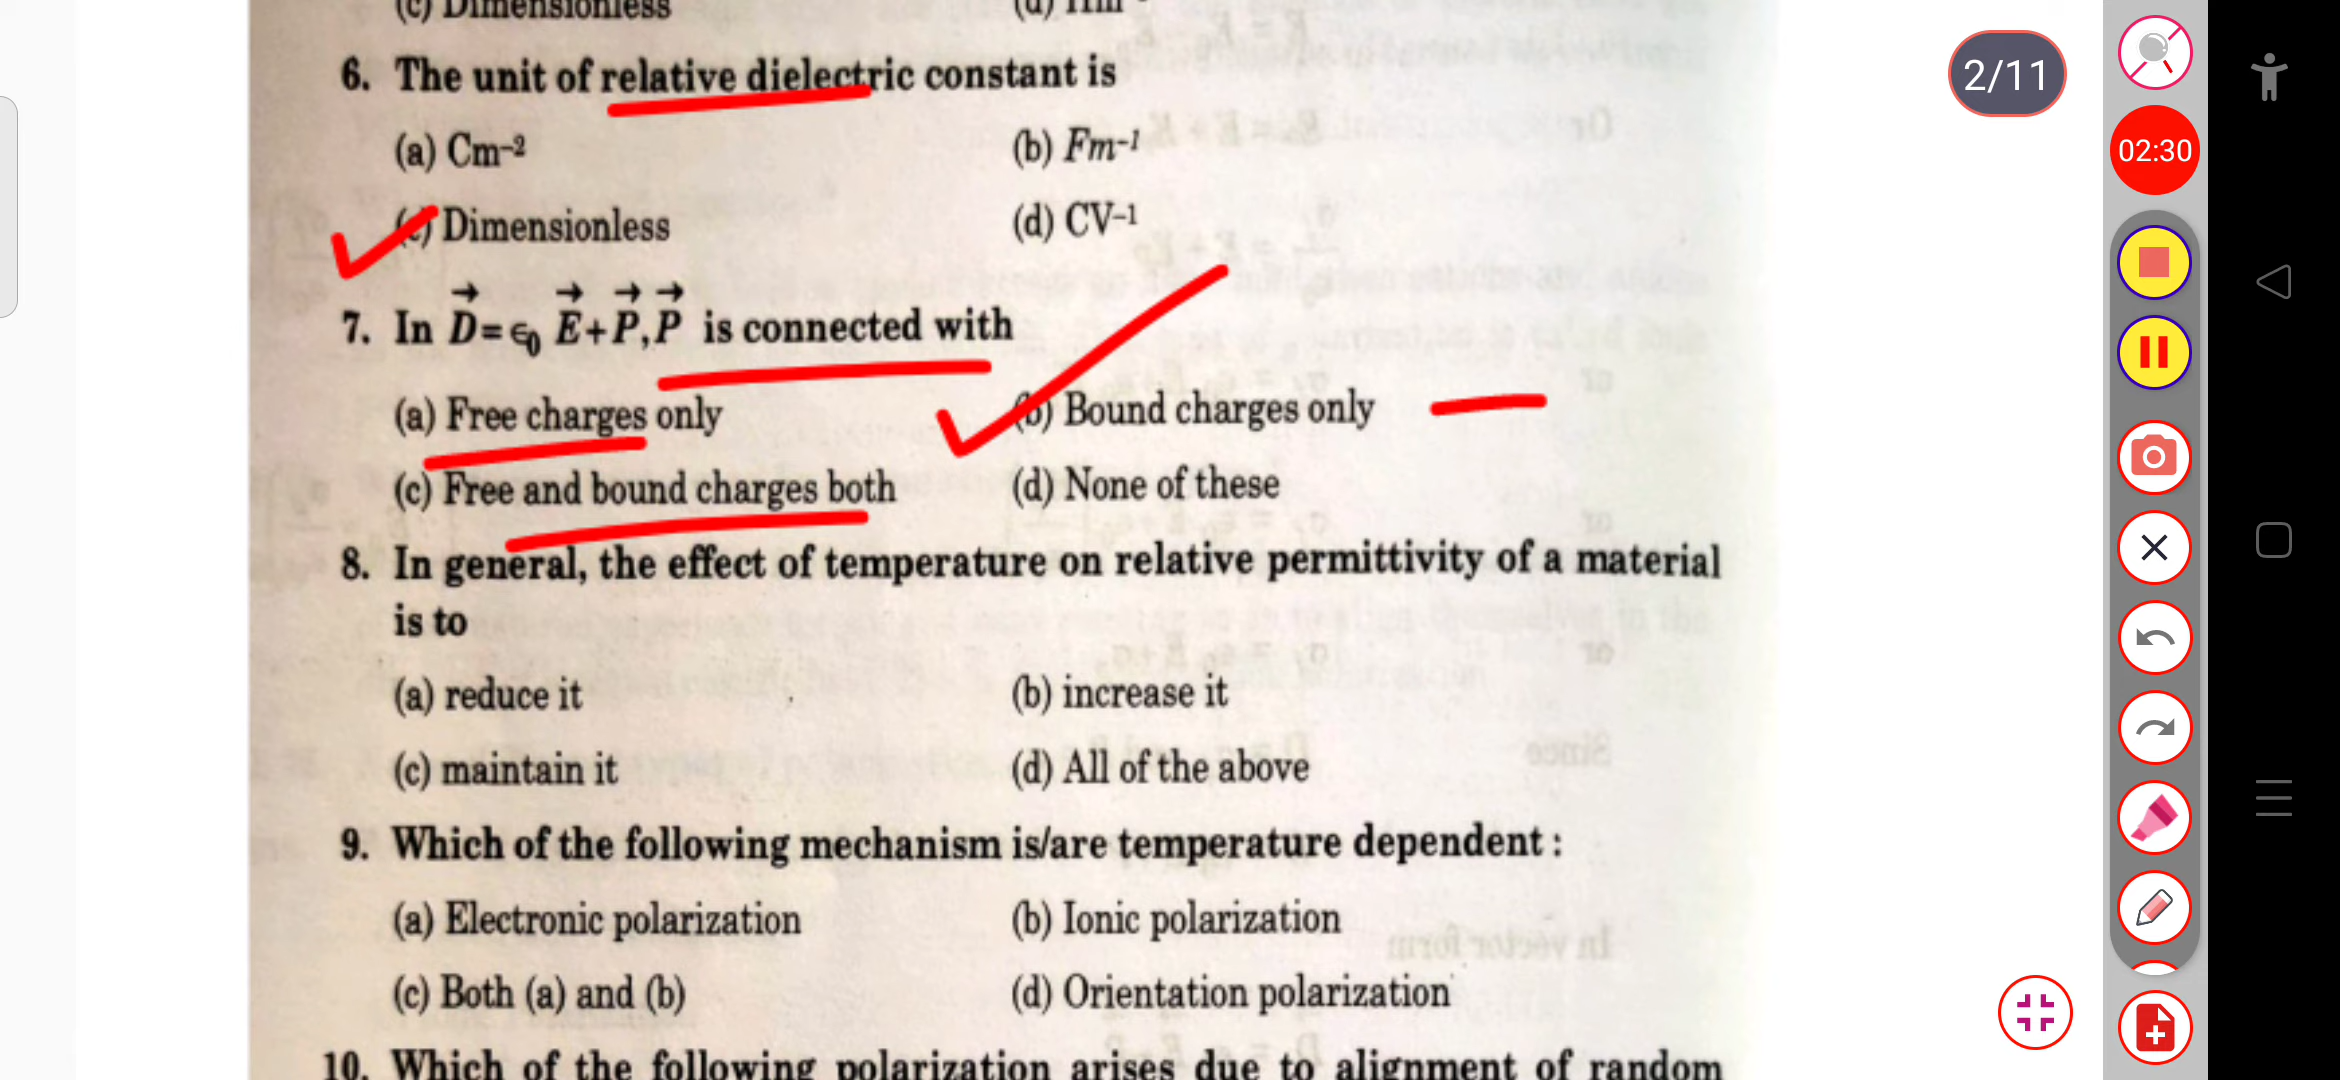 (c) Dimensionless
6. The unit of relative dielectric constant is
(a) Cm⁻² (b) Fm⁻¹
(c) Dimensionless (d) CV⁻¹
7. In D⃗=ϵ₀ E⃗+P⃗,P⃗ is connected with
(a) Free charges only (b) Bound charges only
(c) Free and bound charges both (d) None of these
8. In general, the effect of temperature on relative permittivity of a material
is to
(a) reduce it (b) increase it
(c) maintain it (d) All of the above
9. Which of the following mechanism is/are temperature dependent :
(a) Electronic polarization (b) Ionic polarization
(c) Both (a) and (b) (d) Orientation polarization
10. Which of the following polarization arises due to alignment of random
2/11
02:30